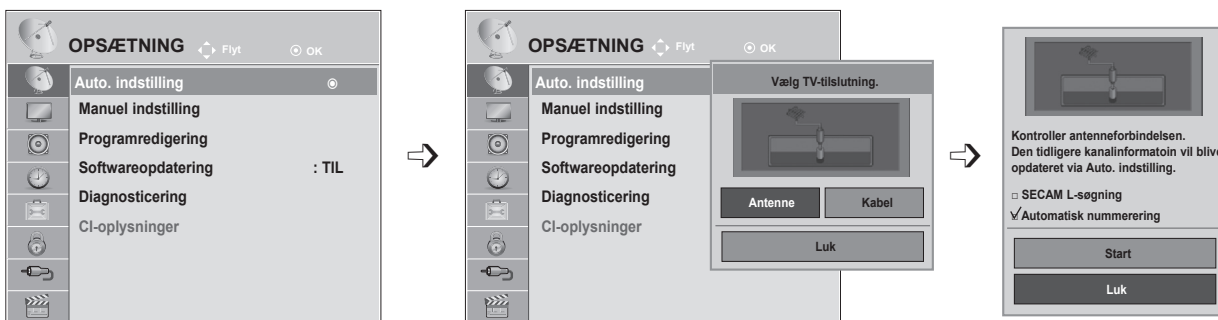 OPSÆTNING Flyt OK
Auto. indstilling
Manuel indstilling
Programredigering
Softwareopdatering : TIL
Diagnosticering
CI-oplysninger
OPSÆTNING Flyt OK
Auto. indstilling
Manuel indstilling
Programredigering
Softwareopdatering
Diagnosticering
CI-oplysninger
Vælg TV-tilslutning.
Antenne Kabel
Luk
Kontroller antenneforbindelsen.
Den tidligere kanalinformatoin vil blive
opdateret via Auto. indstilling.
SECAM L-søgning
Automatisk nummerering
Start
Luk